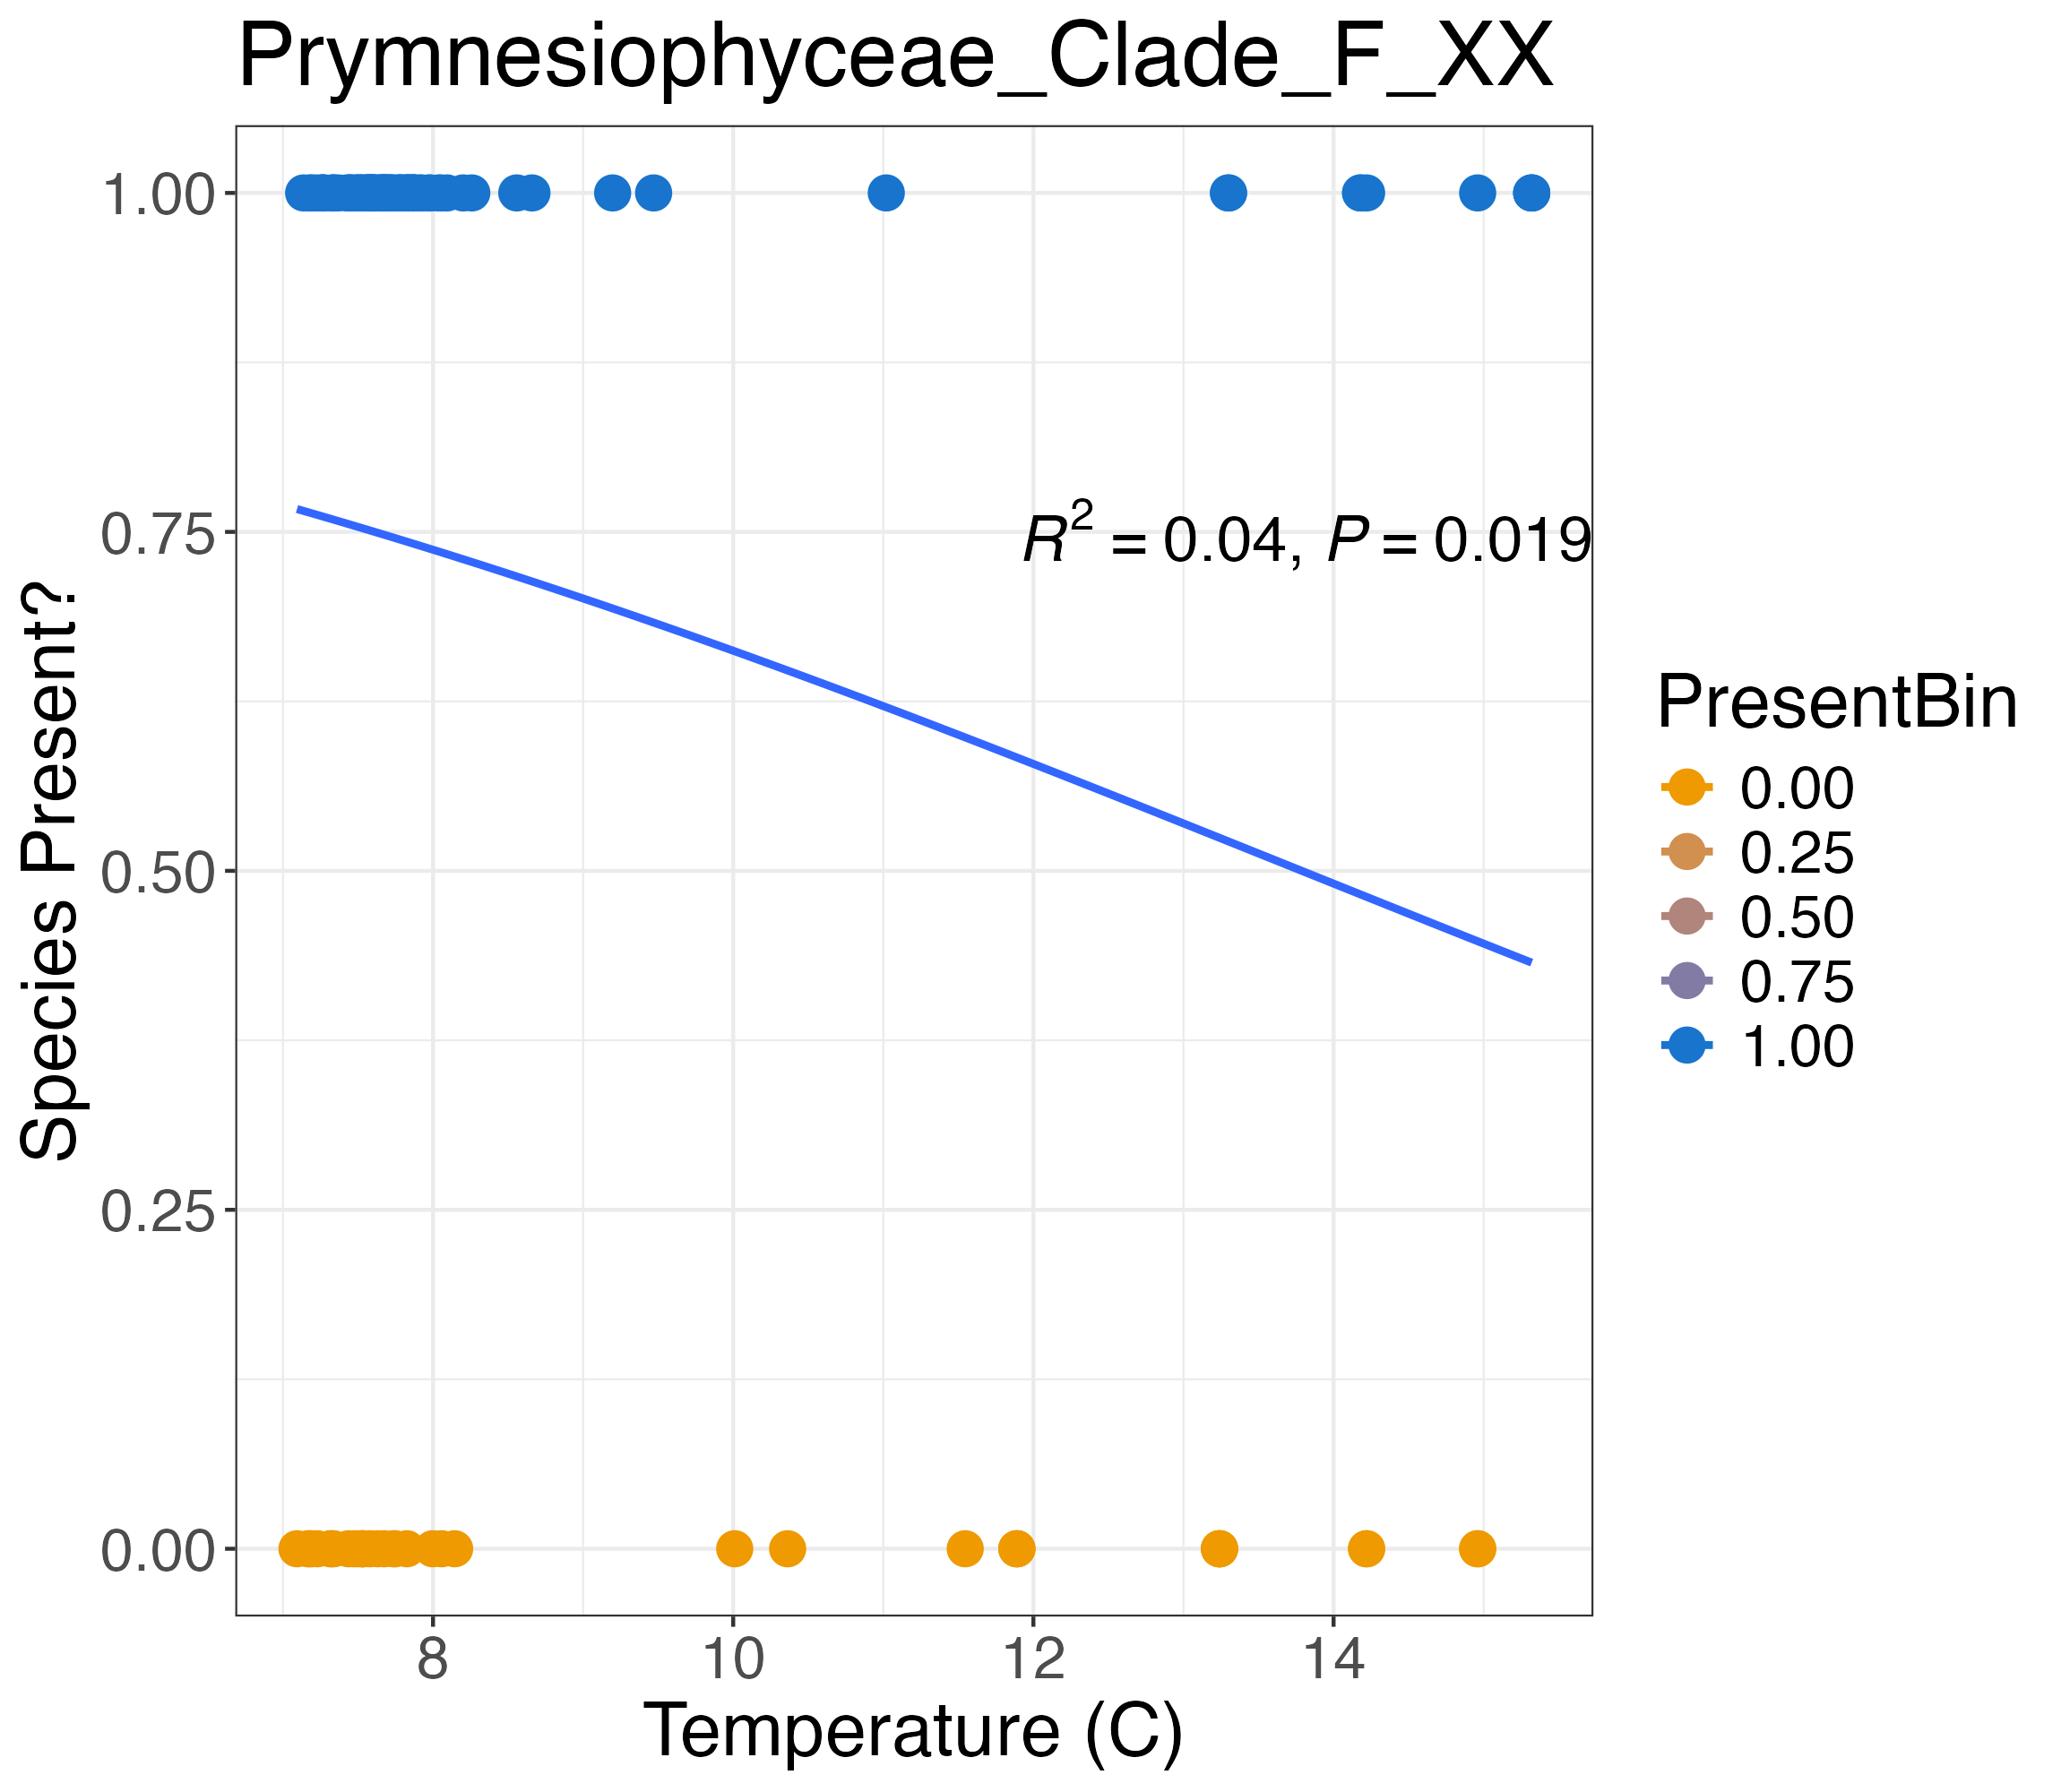 Prymnesiophyceae_Clade_F_XX
1.00
0.75
0.50
0.25
0.00
Species Present?
R² = 0.04, P = 0.019
8 10 12 14
Temperature (C)
PresentBin
0.00
0.25
0.50
0.75
1.00